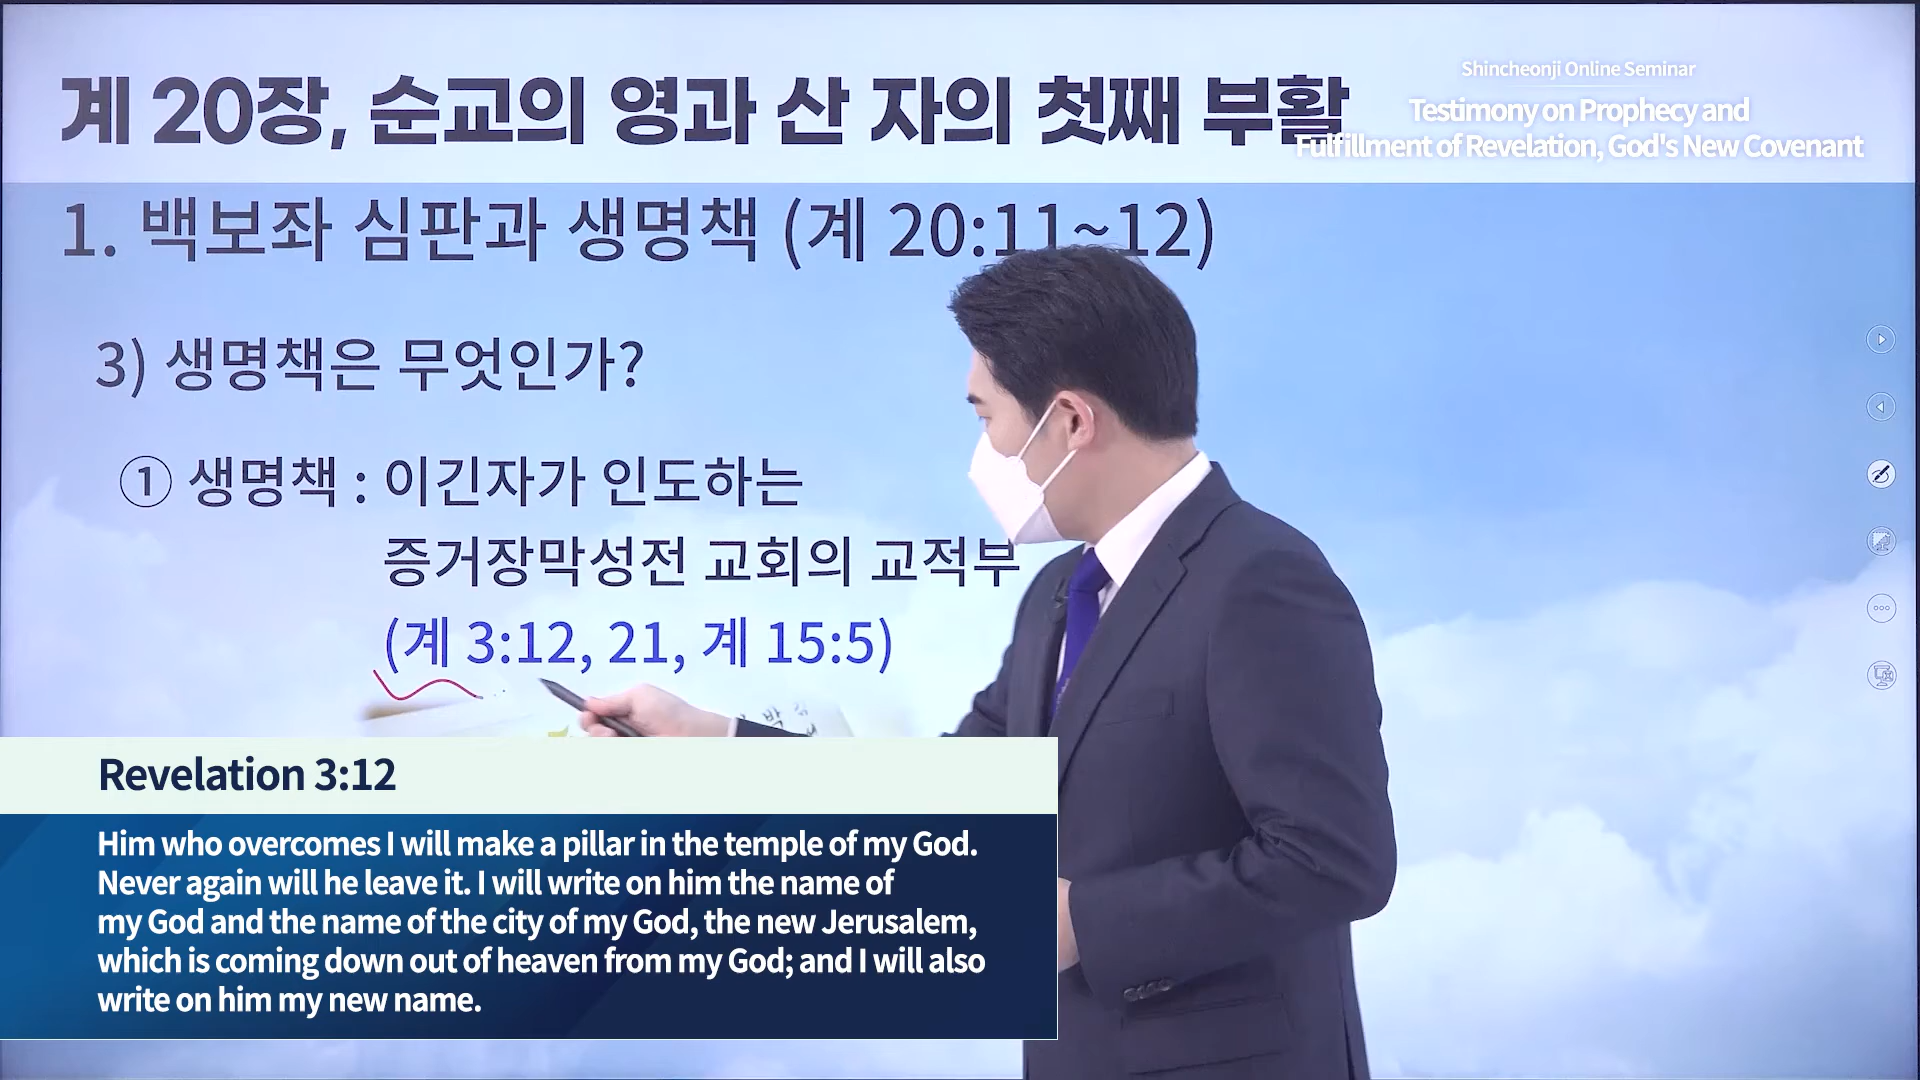 계 20장, 순교의 영과 산 자의 첫째 부활
Shincheonji Online Seminar
Testimony on Prophecy and
Fulfillment of Revelation, God's New Covenant
1. 백보좌 심판과 생명책 (계 20:11~12)
3) 생명책은 무엇인가?
① 생명책 : 이긴자가 인도하는
증거장막성전 교회의 교적부
(계 3:12, 21, 계 15:5)
Revelation 3:12
Him who overcomes I will make a pillar in the temple of my God.
Never again will he leave it. I will write on him the name of
my God and the name of the city of my God, the new Jerusalem,
which is coming down out of heaven from my God; and I will also
write on him my new name.